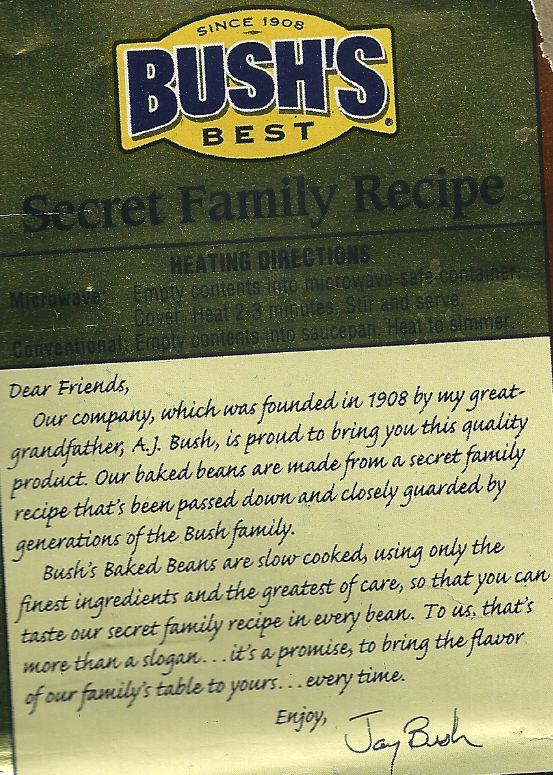 SINCE 1908
BUSH'S
BEST
®
Secret Family Recipe
HEATING DIRECTIONS
Microwave: Empty contents into microwave-safe container.
Cover. Heat 2-3 minutes. Stir and serve.
Conventional: Empty contents into saucepan. Heat to simmer.
Dear Friends,
Our company, which was founded in 1908 by my great-
grandfather, A.J. Bush, is proud to bring you this quality
product. Our baked beans are made from a secret family
recipe that's been passed down and closely guarded by
generations of the Bush family.
Bush's Baked Beans are slow cooked, using only the
finest ingredients and the greatest of care, so that you can
taste our secret family recipe in every bean. To us, that's
more than a slogan...it's a promise, to bring the flavor
of our family's table to yours...every time.
Enjoy,
Jay Bush